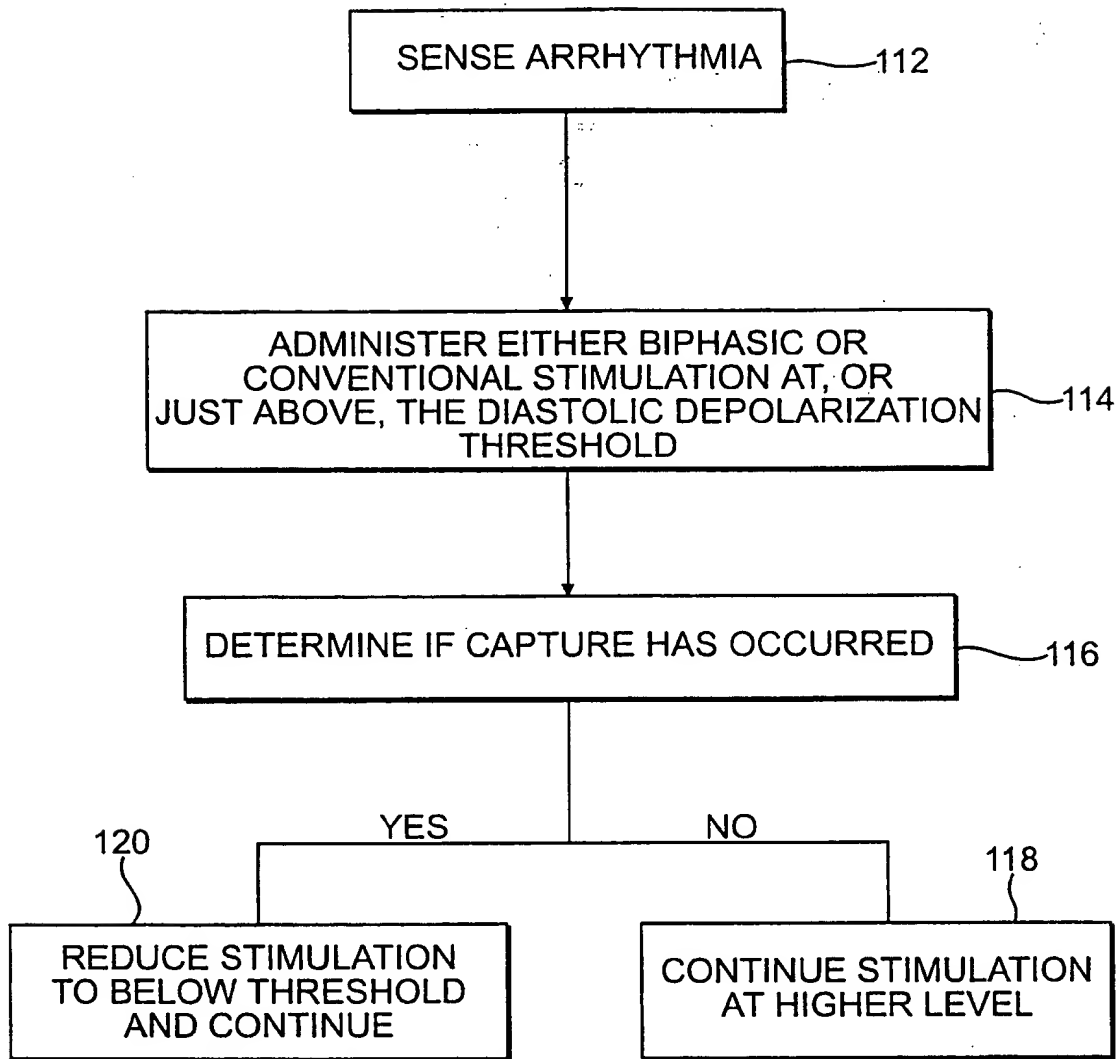 SENSE ARRHYTHMIA
112
ADMINISTER EITHER BIPHASIC OR
CONVENTIONAL STIMULATION AT, OR
JUST ABOVE, THE DIASTOLIC DEPOLARIZATION
THRESHOLD
114
DETERMINE IF CAPTURE HAS OCCURRED
116
YES
NO
120
118
REDUCE STIMULATION
TO BELOW THRESHOLD
AND CONTINUE
CONTINUE STIMULATION
AT HIGHER LEVEL